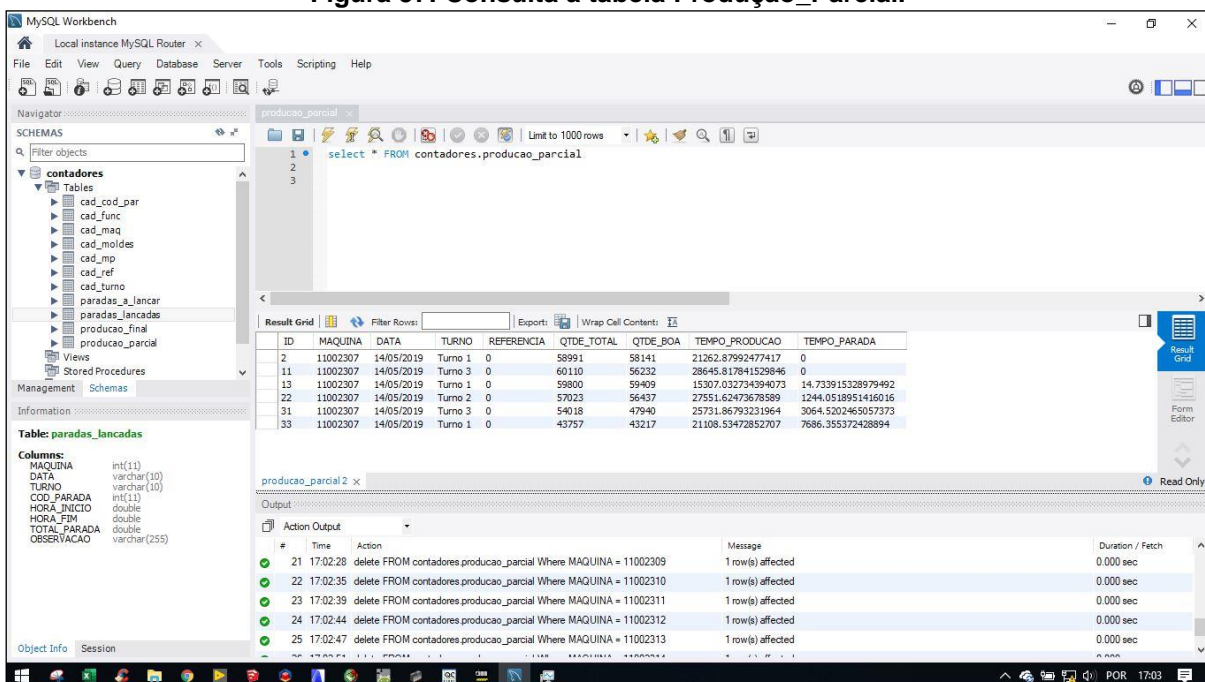 MySQL Workbench
Local instance MySQL Router ×
File Edit View Query Database Server Tools Scripting Help
Navigator
producao_parcial ×
SCHEMAS
Filter objects
Limit to 1000 rows
1 select * FROM contadores.producao_parcial
2
3
contadores
Tables
cad_cod_par
cad_func
cad_maq
cad_moldes
cad_mp
cad_ref
cad_turno
paradas_a_lancar
paradas_lancadas
producao_final
producao_parcial
Views
Stored Procedures
Management Schemas
Information
Table: paradas_lancadas
Columns:
MAQUINA int(11)
DATA varchar(10)
TURNO varchar(10)
COD_PARADA int(11)
HORA_INICIO double
HORA_FIM double
TOTAL_PARADA double
OBSERVACAO varchar(255)
Object Info Session
Result Grid Filter Rows: Export: Wrap Cell Content:
ID MAQUINA DATA TURNO REFERENCIA QTDE_TOTAL QTDE_BOA TEMPO_PRODUCAO TEMPO_PARADA
2 11002307 14/05/2019 Turno 1 0 58991 58141 21262.87992477417 0
11 11002307 14/05/2019 Turno 3 0 60110 56232 28645.817841529846 0
13 11002307 14/05/2019 Turno 1 0 59800 59409 15307.032734394073 14.733915328979492
22 11002307 14/05/2019 Turno 2 0 57023 56437 27551.62473678589 1244.0518951416016
31 11002307 14/05/2019 Turno 3 0 54018 47940 25731.86793231964 3064.5202465057373
33 11002307 14/05/2019 Turno 1 0 43757 43217 21108.53472852707 7686.355372428894
Result Grid
Form Editor
producao_parcial 2 ×
Read Only
Output
Action Output
# Time Action Message Duration / Fetch
21 17:02:28 delete FROM contadores.producao_parcial Where MAQUINA = 11002309 1 row(s) affected 0.000 sec
22 17:02:35 delete FROM contadores.producao_parcial Where MAQUINA = 11002310 1 row(s) affected 0.000 sec
23 17:02:39 delete FROM contadores.producao_parcial Where MAQUINA = 11002311 1 row(s) affected 0.000 sec
24 17:02:44 delete FROM contadores.producao_parcial Where MAQUINA = 11002312 1 row(s) affected 0.000 sec
25 17:02:47 delete FROM contadores.producao_parcial Where MAQUINA = 11002313 1 row(s) affected 0.000 sec
POR 17:03